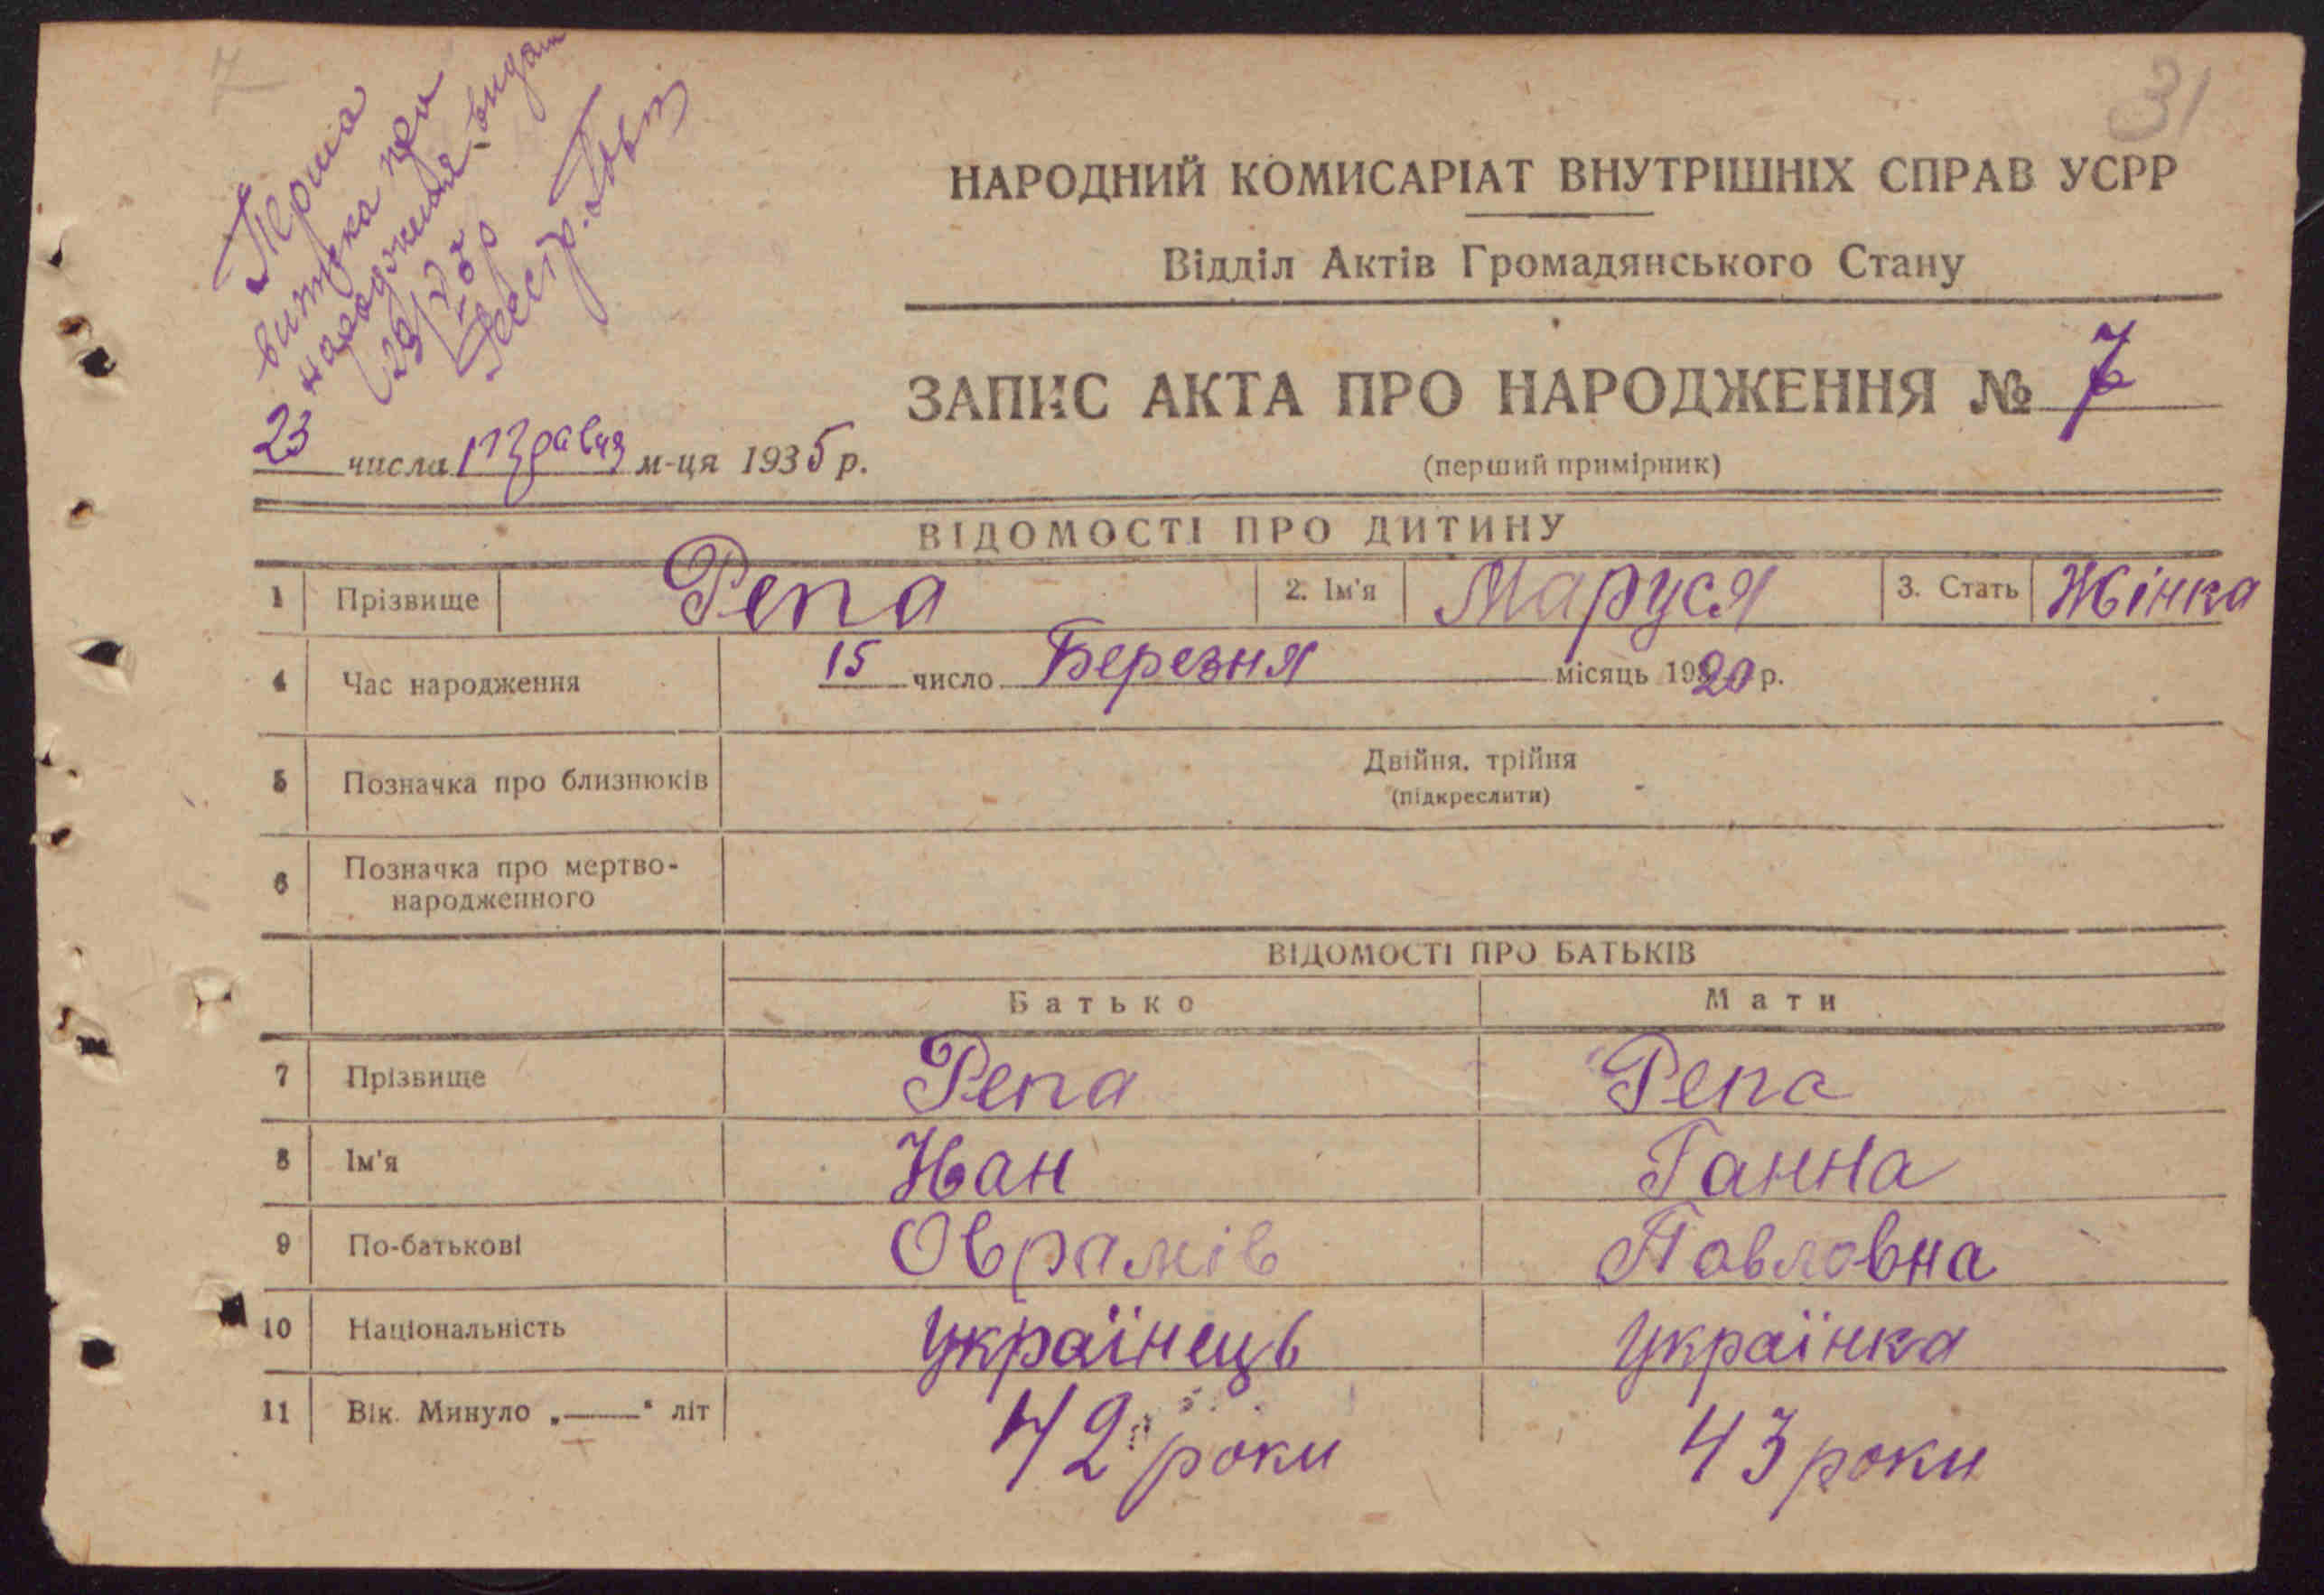 7
31
Перша
витяжка про
народження видан
29/V 35 р
НАРОДНИЙ КОМИСАРІАТ ВНУТРІШНІХ СПРАВ УСРР
Відділ Актів Громадянського Стану
ЗАПИС АКТА ПРО НАРОДЖЕННЯ № 7
23 числа травня м-ця 1935 р.
(перший примірник)
ВІДОМОСТІ ПРО ДИТИНУ
1 Прізвище Репа 2. Ім'я Маруся 3. Стать Жінка
4 Час народження 15 число Березня місяць 1920 р.
5 Позначка про близнюків Двійня, трійня
(підкреслити)
6 Позначка про мертво-
народженного
ВІДОМОСТІ ПРО БАТЬКІВ
Батько Мати
7 Прізвище Репа Репа
8 Ім'я Иван Ганна
9 По-батькові Оврамів Павловна
10 Національність Українець Українка
11 Вік. Минуло „——“ літ 42 роки 43 роки